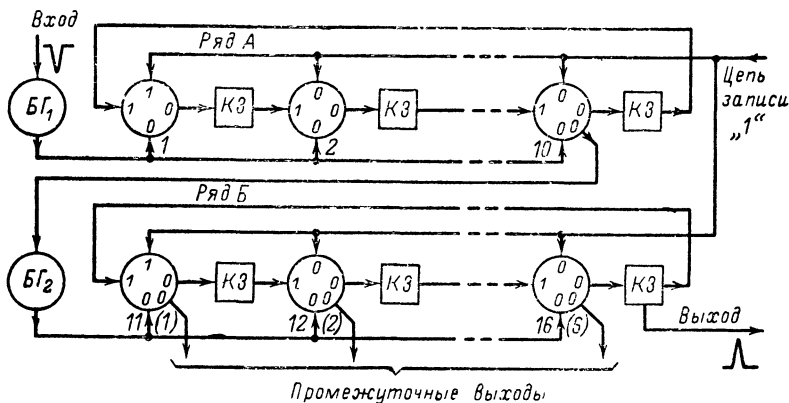 Вход
Ряд А
Цепь
записи
„1“
БГ₁
1 1 0 0
КЗ
1 0 0 0
КЗ
1 0 0 00
КЗ
1
2
10
Ряд Б
БГ₂
1 1 0 00
КЗ
1 0 0 00
КЗ
1 0 0 00
КЗ
11 (1)
12 (2)
16 (6)
Выход
Промежуточные выходы